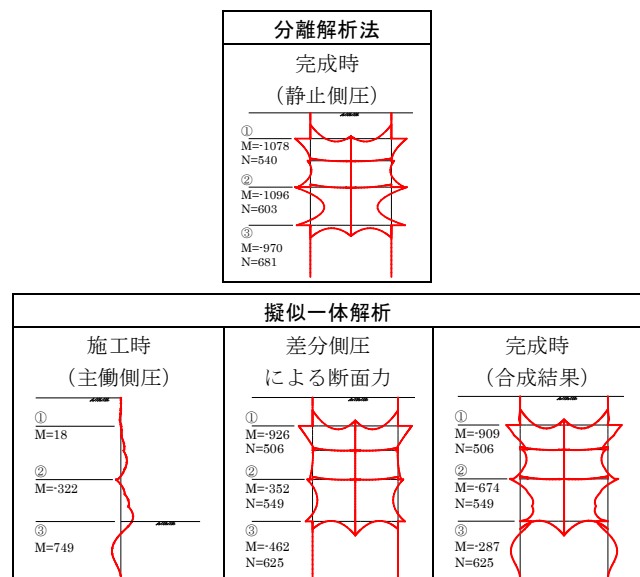 分離解析法
完成時
（静止側圧）
①
M=-1078
N=540
②
M=-1096
N=603
③
M=-970
N=681
擬似一体解析
施工時
（主働側圧）
①
M=18
②
M=-322
③
M=749
差分側圧
による断面力
①
M=-926
N=506
②
M=-352
N=549
③
M=-462
N=625
完成時
（合成結果）
①
M=-909
N=506
②
M=-674
N=549
③
M=-287
N=625